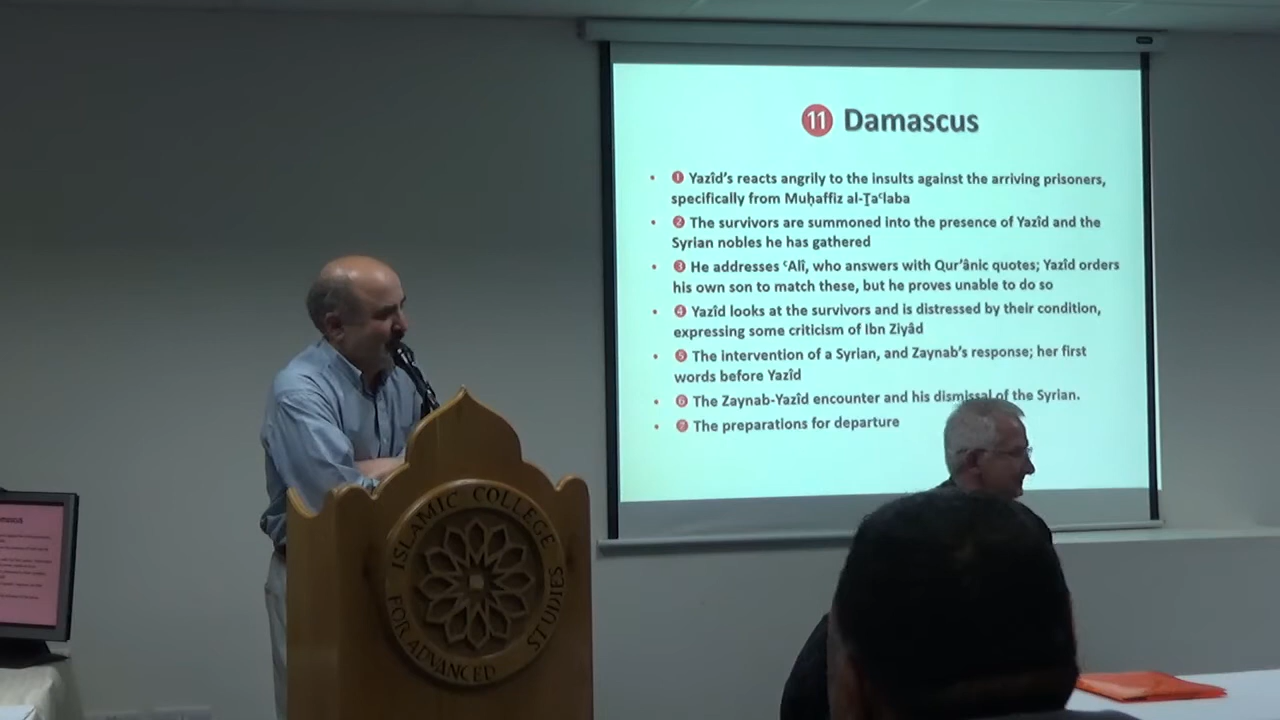 11 Damascus
• 1 Yazîd's reacts angrily to the insults against the arriving prisoners,
specifically from Muḥaffiz al-Ṯaʿlaba
• 2 The survivors are summoned into the presence of Yazîd and the
Syrian nobles he has gathered
• 3 He addresses ʿAlî, who answers with Qur'ânic quotes; Yazîd orders
his own son to match these, but he proves unable to do so
• 4 Yazîd looks at the survivors and is distressed by their condition,
expressing some criticism of Ibn Ziyâd
• 5 The intervention of a Syrian, and Zaynab's response; her first
words before Yazîd
• 6 The Zaynab-Yazîd encounter and his dismissal of the Syrian.
• 7 The preparations for departure
ISLAMIC COLLEGE
FOR ADVANCED STUDIES